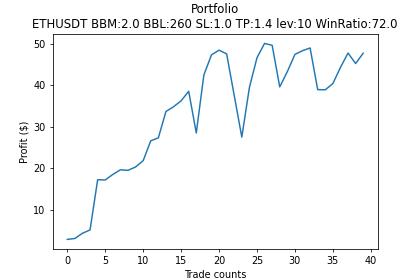 Portfolio
ETHUSDT BBM:2.0 BBL:260 SL:1.0 TP:1.4 lev:10 WinRatio:72.0
50
40
30
20
10
Profit ($)
0 5 10 15 20 25 30 35 40
Trade counts